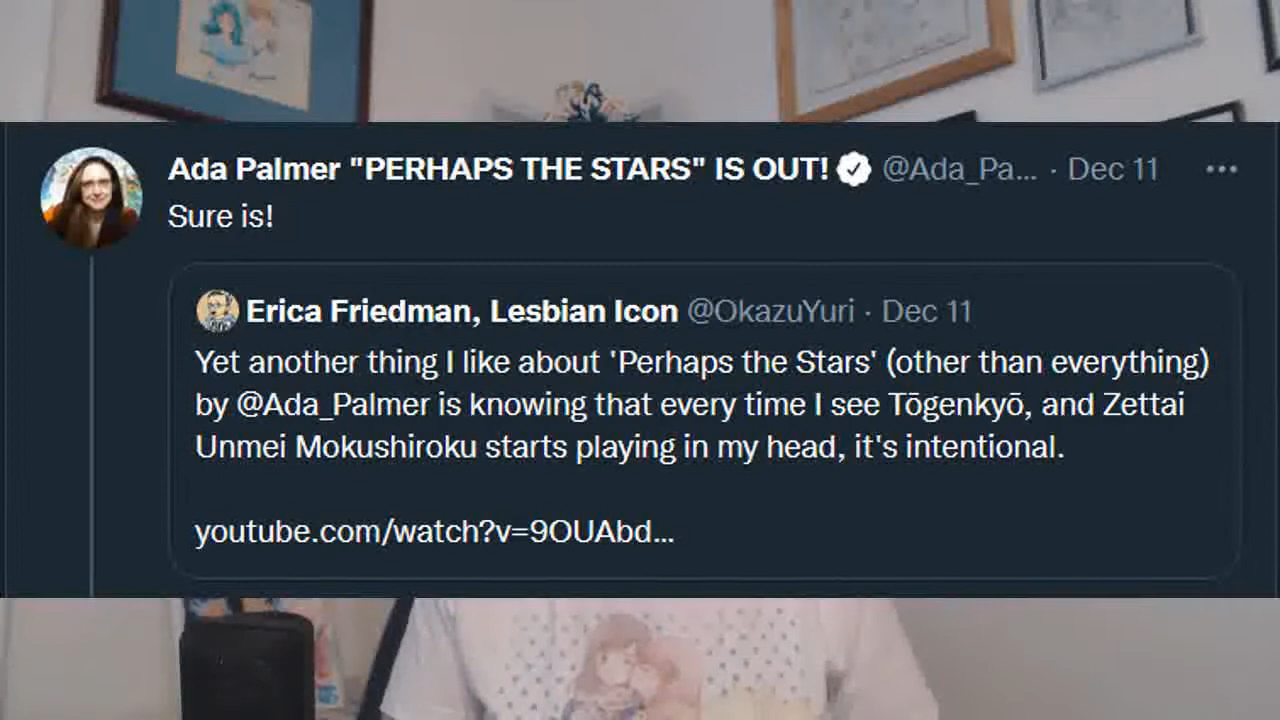 Ada Palmer "PERHAPS THE STARS" IS OUT! @Ada_Pa... · Dec 11 ...
Sure is!
Erica Friedman, Lesbian Icon @OkazuYuri · Dec 11
Yet another thing I like about 'Perhaps the Stars' (other than everything)
by @Ada_Palmer is knowing that every time I see Tōgenkyō, and Zettai
Unmei Mokushiroku starts playing in my head, it's intentional.
youtube.com/watch?v=9OUAbd...